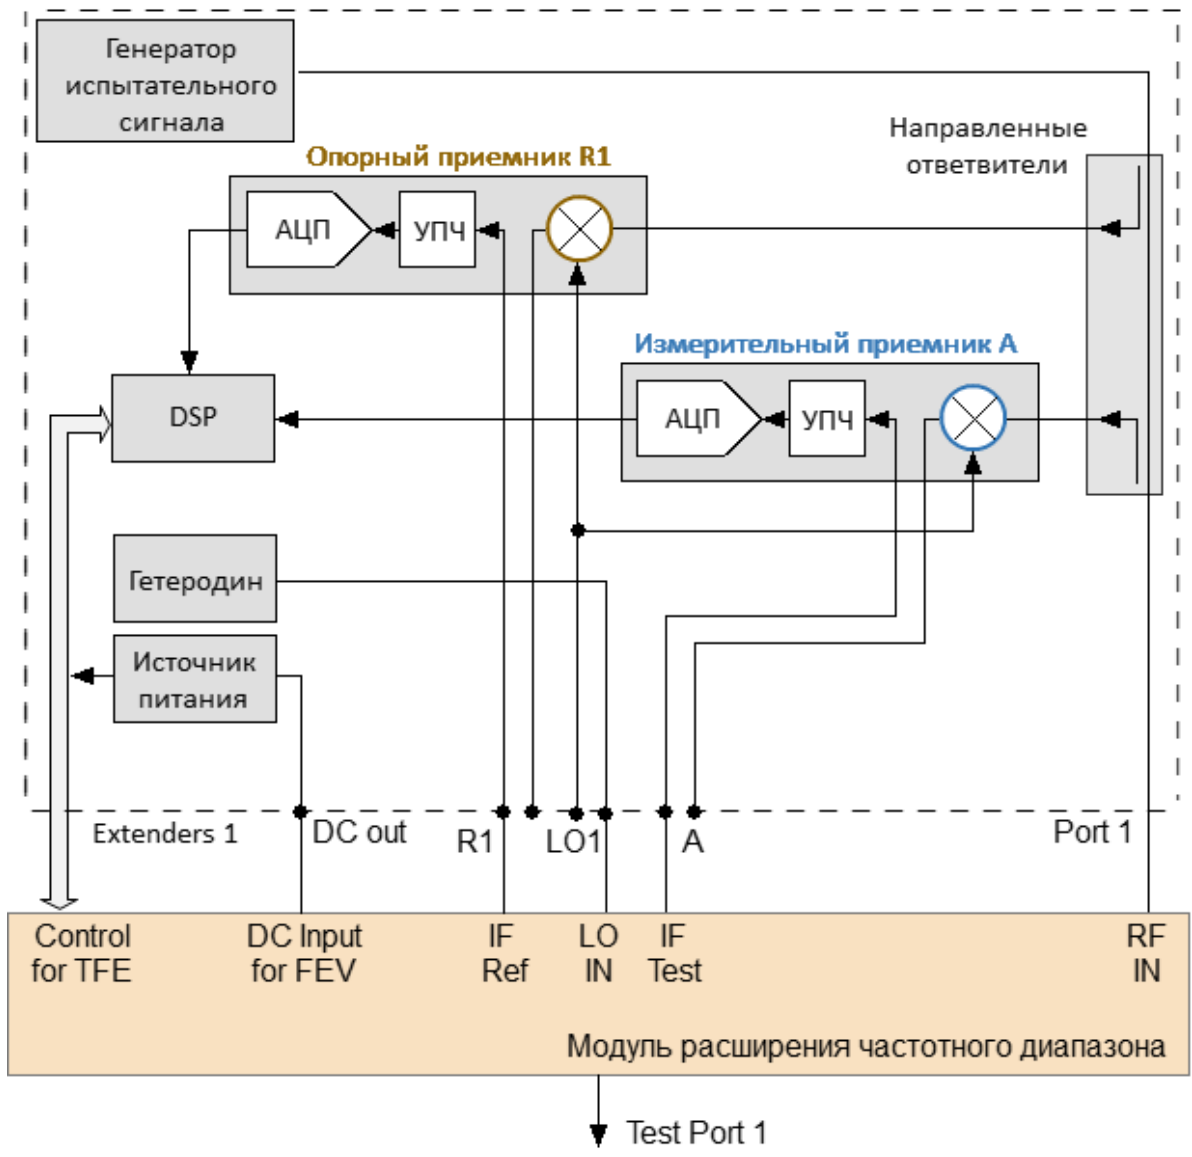 Генератор
испытательного
сигнала
Направленные
ответвители
Опорный приемник R1
АЦП
УПЧ
Измерительный приемник А
АЦП
УПЧ
DSP
Гетеродин
Источник
питания
Extenders 1
DC out
R1
LO1
A
Port 1
Control
for TFE
DC Input
for FEV
IF
Ref
LO
IN
IF
Test
RF
IN
Модуль расширения частотного диапазона
Test Port 1